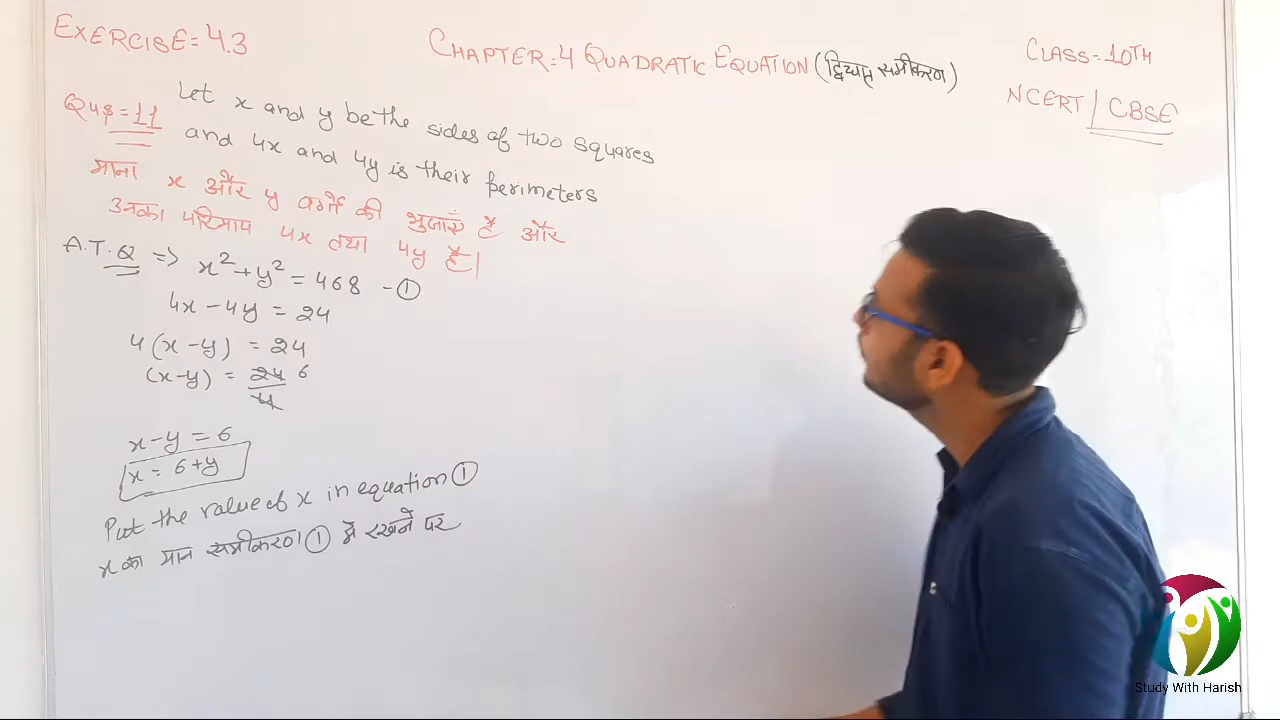 EXERCISE = 4.3
CHAPTER = 4 QUADRATIC EQUATION (द्विघात समीकरण)
CLASS = 10TH
NCERT / CBSE
Que = 11
Let x and y be the sides of two squares
and 4x and 4y is their perimeters
माना x और y वर्गों की भुजाएँ है और
उनका परिमाप 4x तथा 4y है।
A.T.Q => x² + y² = 468 - ①
4x - 4y = 24
4(x - y) = 24
(x - y) = 24/4 6
x - y = 6
x = 6 + y
Put the value of x in equation ①
x का मान समीकरण ① में रखने पर
Study With Harish